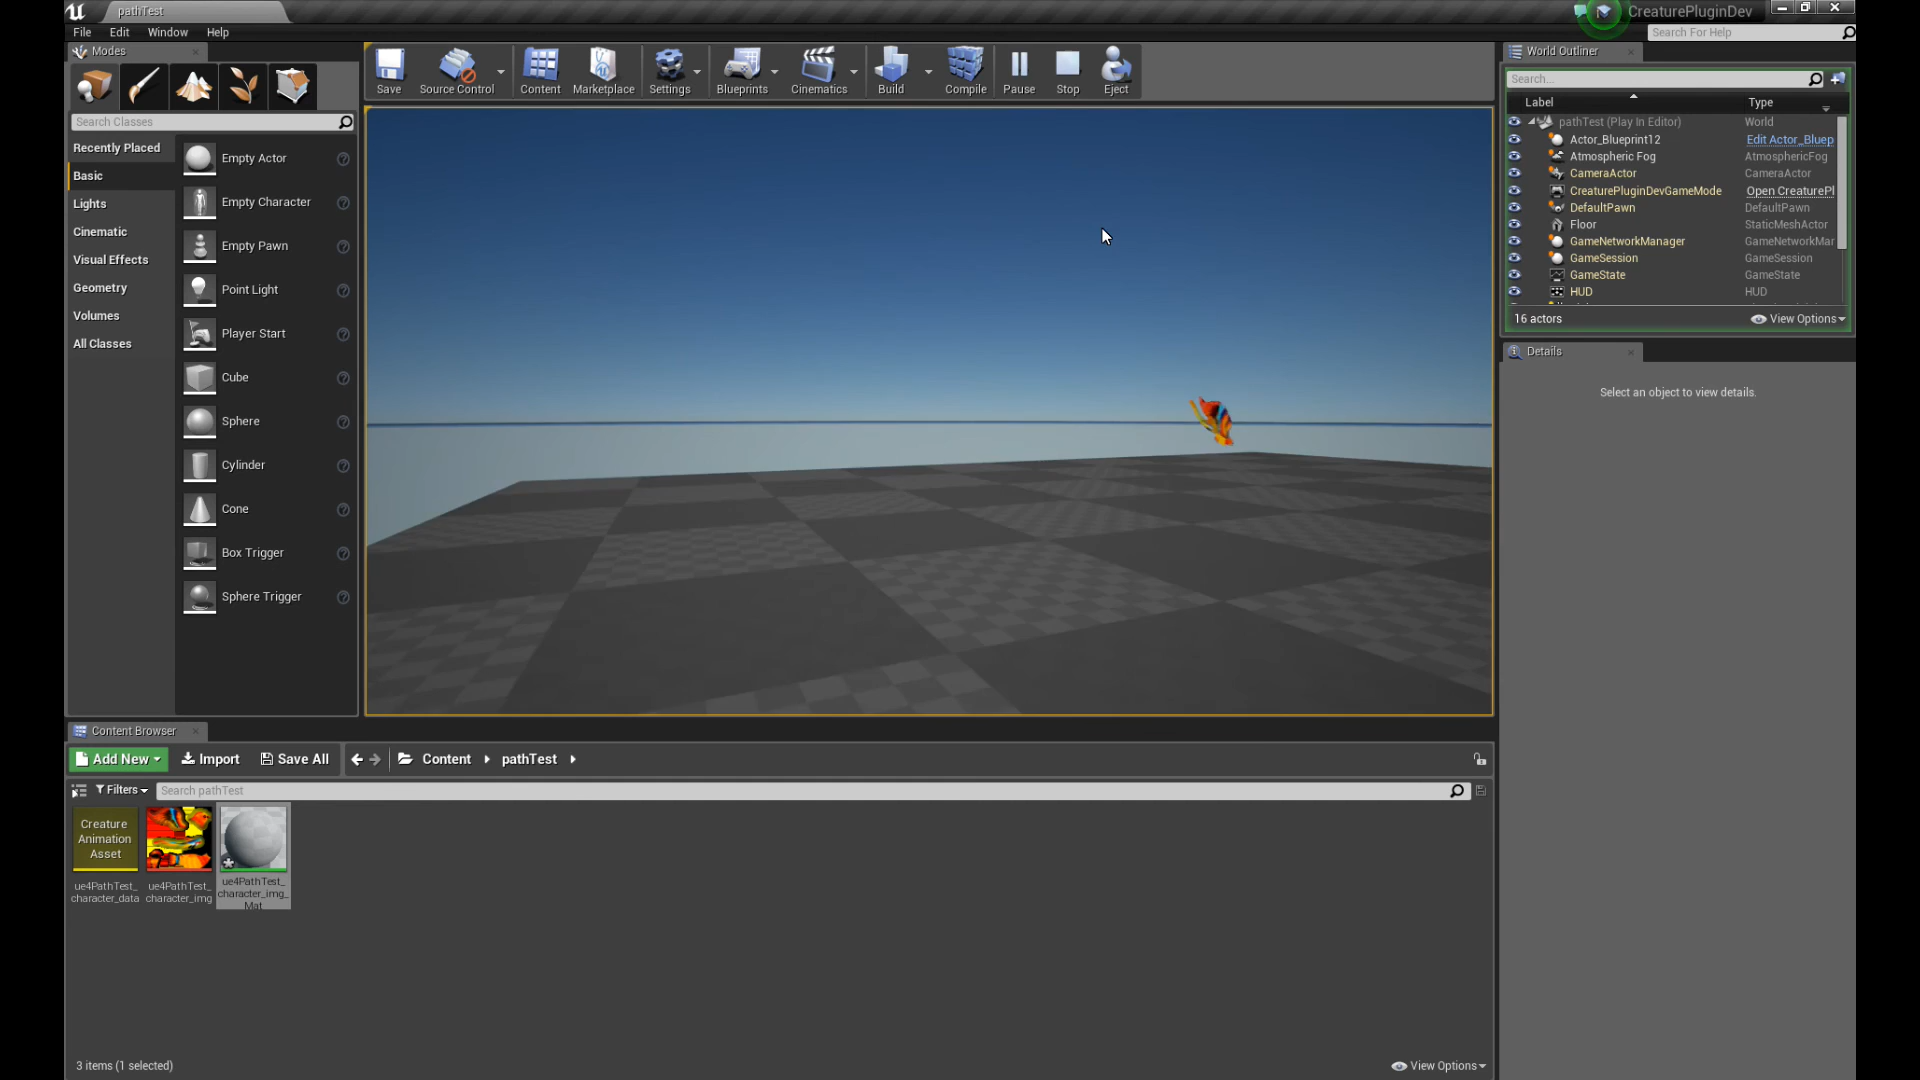 pathTest
CreaturePluginDev
File Edit Window Help
Search For Help
Modes
Search Classes
Recently Placed
Basic
Lights
Cinematic
Visual Effects
Geometry
Volumes
All Classes
Empty Actor
Empty Character
Empty Pawn
Point Light
Player Start
Cube
Sphere
Cylinder
Cone
Box Trigger
Sphere Trigger
Save Source Control Content Marketplace Settings Blueprints Cinematics Build Compile Pause Stop Eject
World Outliner
Search...
Label Type
pathTest (Play In Editor) World
Actor_Blueprint12 Edit Actor_Bluep
Atmospheric Fog AtmosphericFog
CameraActor CameraActor
CreaturePluginDevGameMode Open CreaturePl
DefaultPawn DefaultPawn
Floor StaticMeshActor
GameNetworkManager GameNetworkMar
GameSession GameSession
GameState GameState
HUD HUD
16 actors View Options
Details
Select an object to view details.
Content Browser
Add New Import Save All Content pathTest
Filters Search pathTest
Creature
Animation
Asset
ue4PathTest_
character_data
ue4PathTest_
character_img
ue4PathTest_
character_img_
Mat
3 items (1 selected) View Options